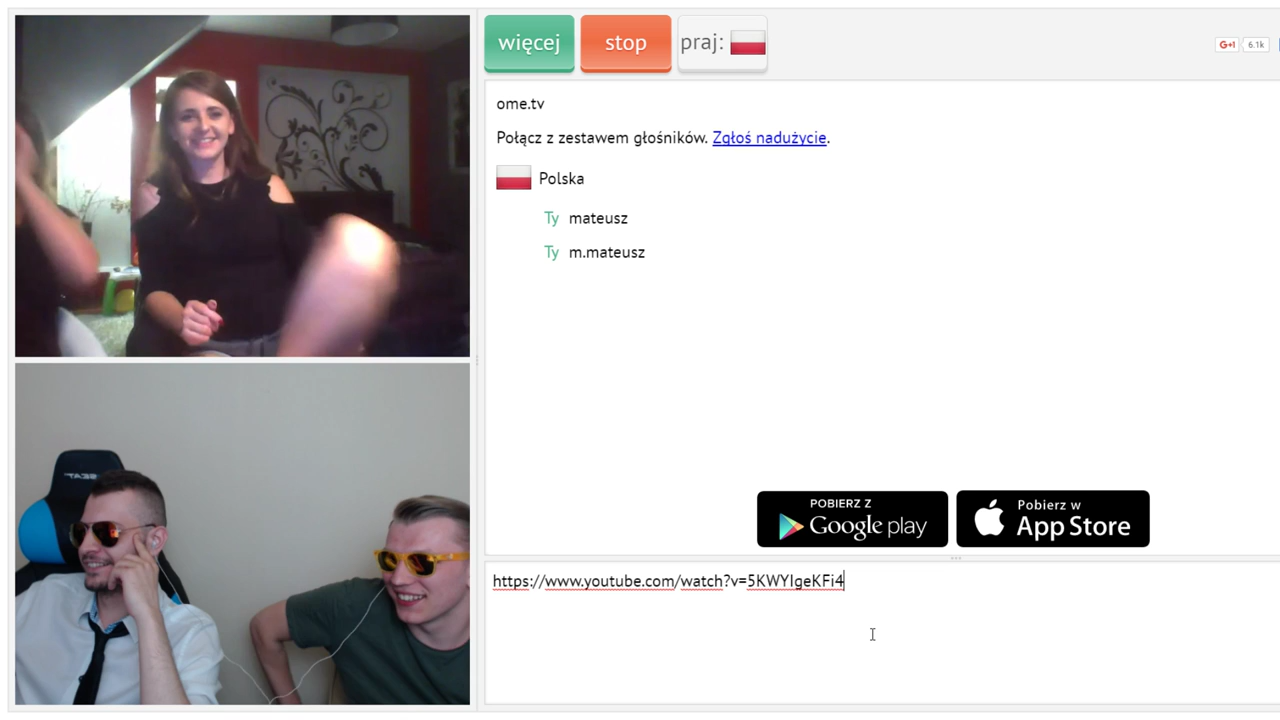 więcej
stop
praj:
G+1
6.1k
ome.tv
Połącz z zestawem głośników. Zgłoś nadużycie.
Polska
Ty mateusz
Ty m.mateusz
POBIERZ Z
Google play
Pobierz w
App Store
https://www.youtube.com/watch?v=5KWYIgeKFi4